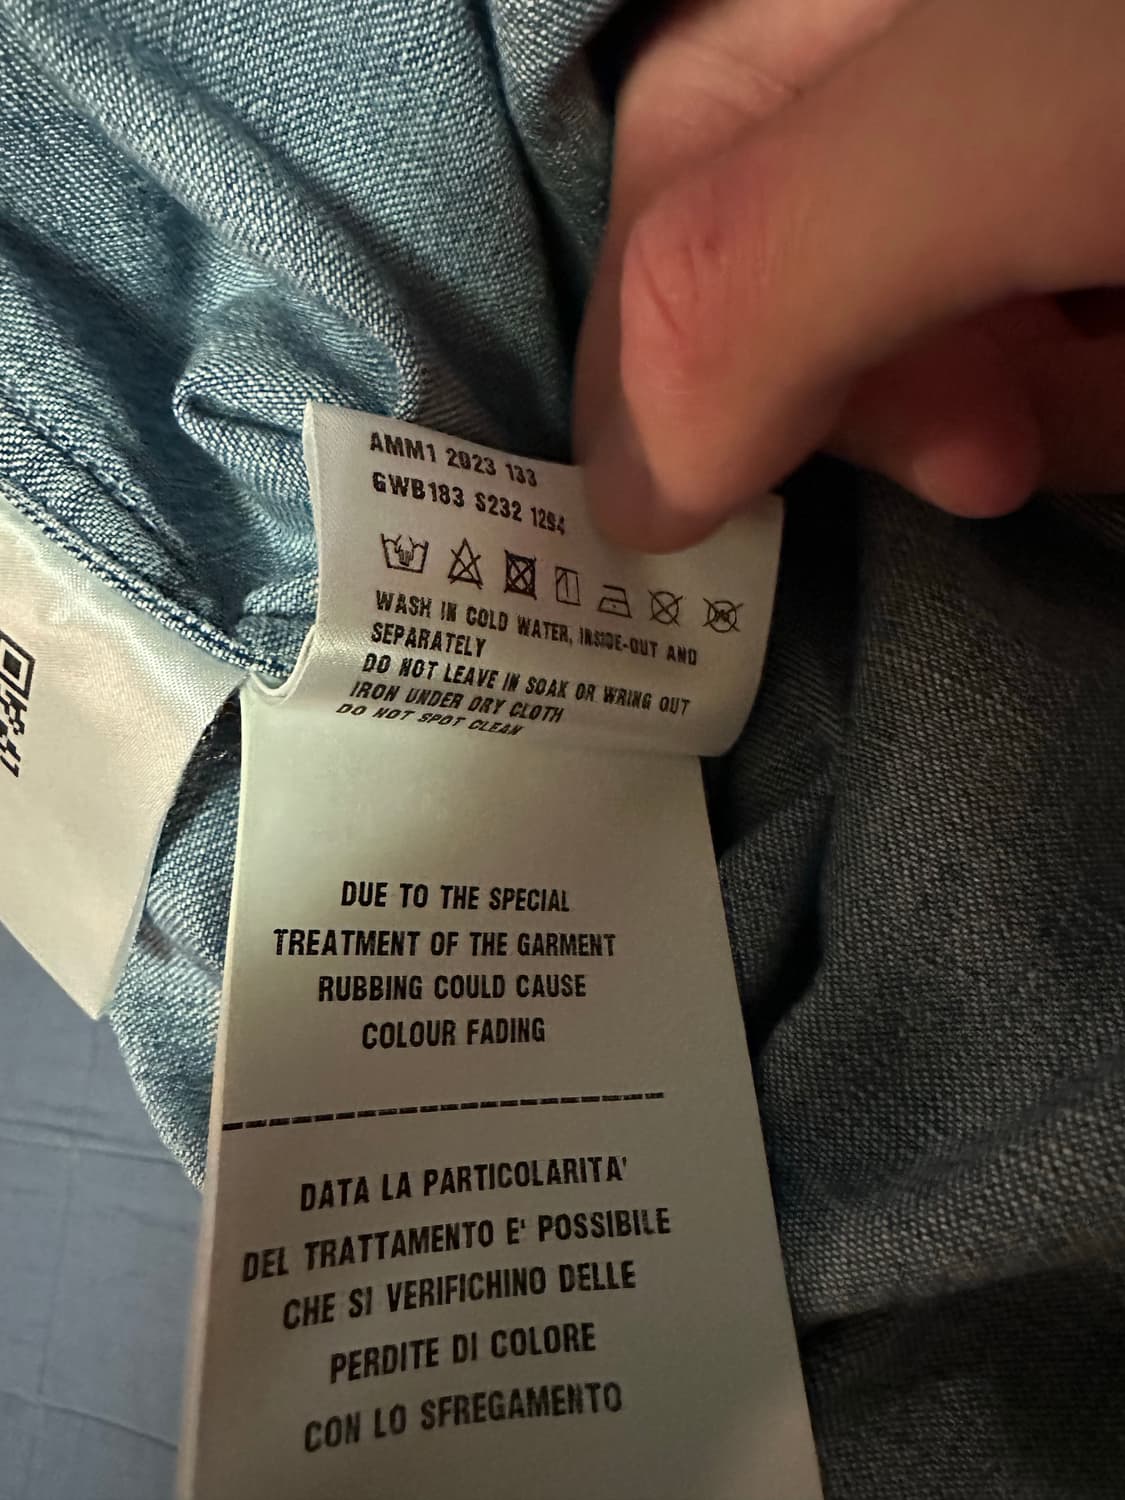 AMM1 2023 133
GWB183 S232 1294
WASH IN COLD WATER, INSIDE-OUT AND
SEPARATELY
DO NOT LEAVE IN SOAK OR WRING OUT
IRON UNDER DRY CLOTH
DO NOT SPOT CLEAN
DUE TO THE SPECIAL
TREATMENT OF THE GARMENT
RUBBING COULD CAUSE
COLOUR FADING
DATA LA PARTICOLARITA'
DEL TRATTAMENTO E' POSSIBILE
CHE SI VERIFICHINO DELLE
PERDITE DI COLORE
CON LO SFREGAMENTO